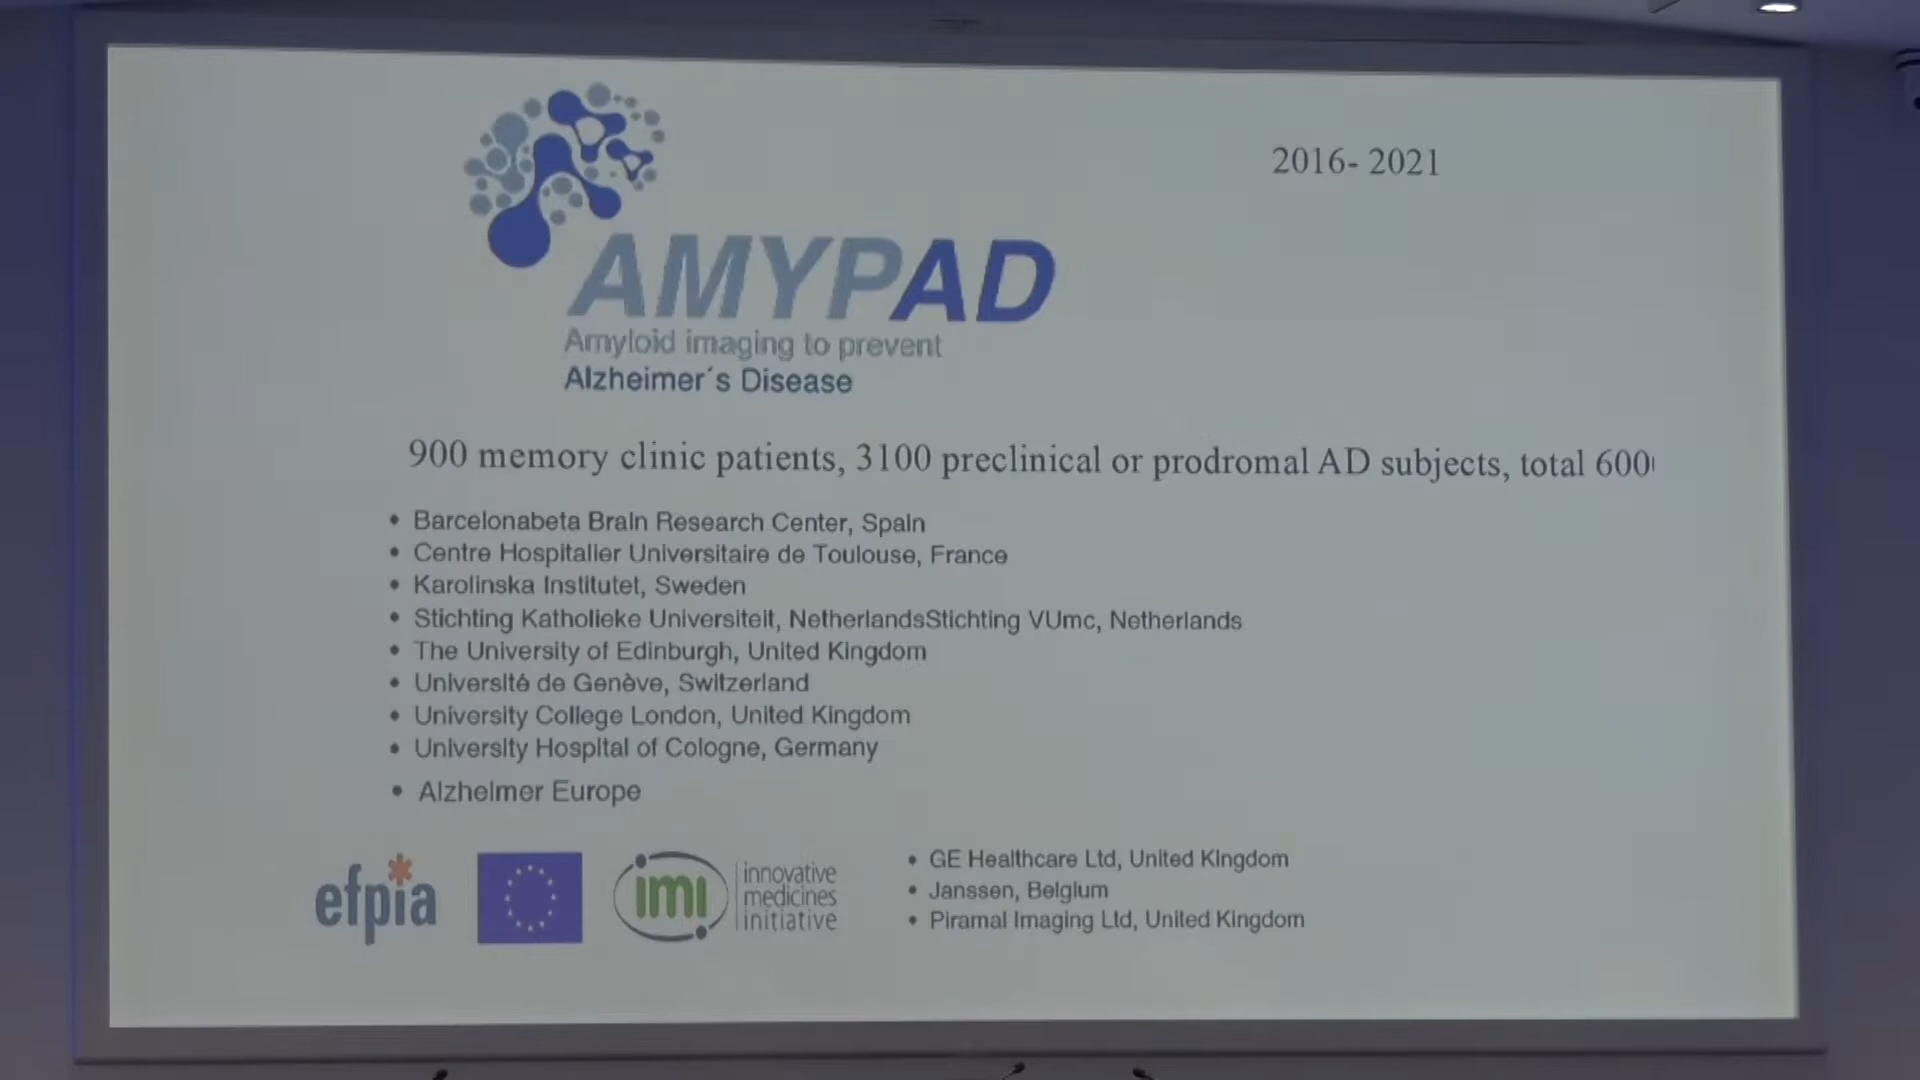 2016- 2021
AMYPAD
Amyloid imaging to prevent
Alzheimer´s Disease
900 memory clinic patients, 3100 preclinical or prodromal AD subjects, total
• Barcelonabeta Brain Research Center, Spain
• Centre Hospitalier Universitaire de Toulouse, France
• Karolinska Institutet, Sweden
• Stichting Katholieke Universiteit, NetherlandsStichting VUmc, Netherlands
• The University of Edinburgh, United Kingdom
• Université de Genève, Switzerland
• University College London, United Kingdom
• University Hospital of Cologne, Germany
• Alzheimer Europe
efpia
imi
innovative
medicines
initiative
• GE Healthcare Ltd, United Kingdom
• Janssen, Belgium
• Piramal Imaging Ltd, United Kingdom